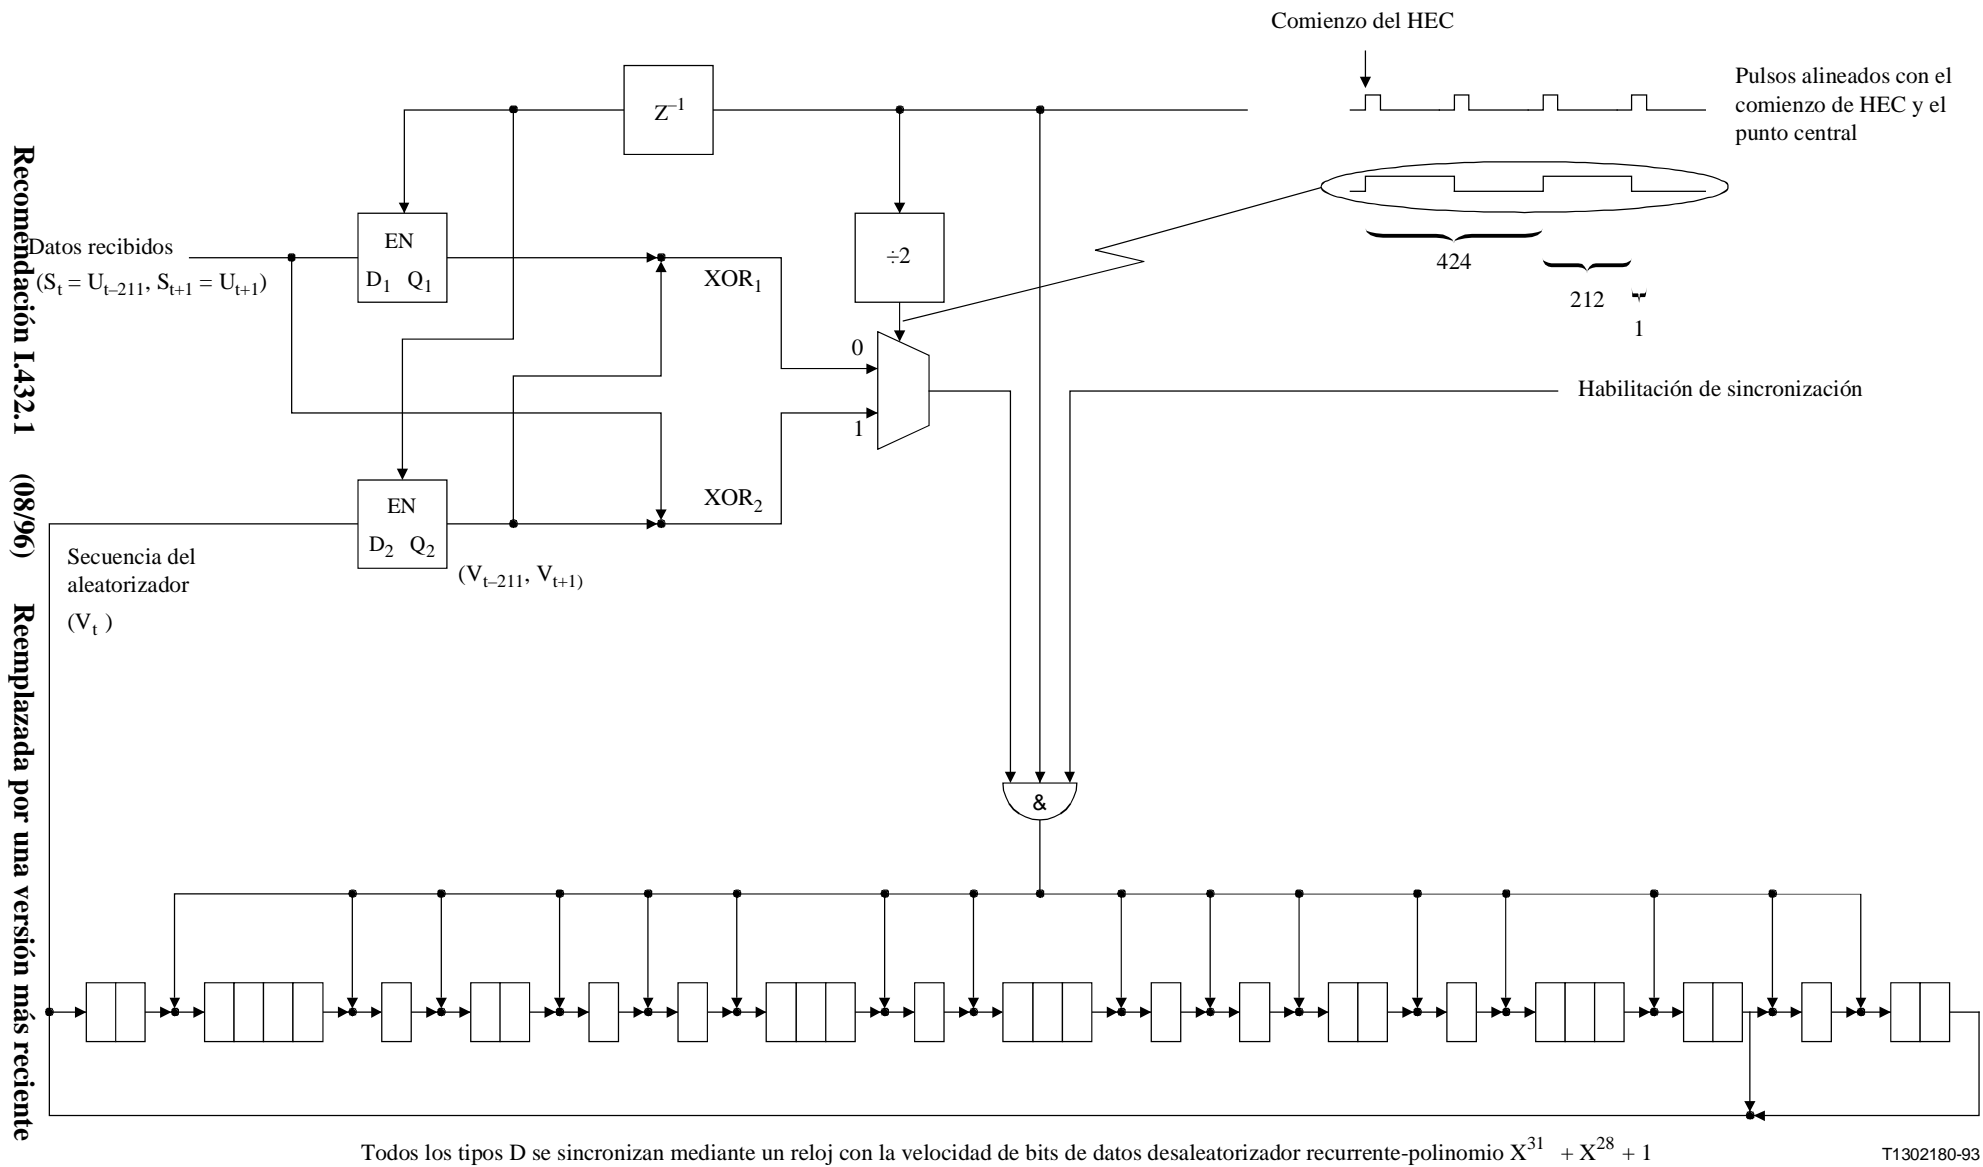 Comienzo del HEC
Pulsos alineados con el
comienzo de HEC y el
punto central
Z–1
EN
D1 Q1
Datos recibidos
(St = Ut–211, St+1 = Ut+1)
XOR1
÷2
424
212
1
0
1
Habilitación de sincronización
EN
D2 Q2
XOR2
Secuencia del
aleatorizador
(Vt )
(Vt–211, Vt+1)
&
Todos los tipos D se sincronizan mediante un reloj con la velocidad de bits de datos desaleatorizador recurrente-polinomio X31 + X28 + 1
T1302180-93
Recomendación I.432.1 (08/96) Reemplazada por una versión más reciente